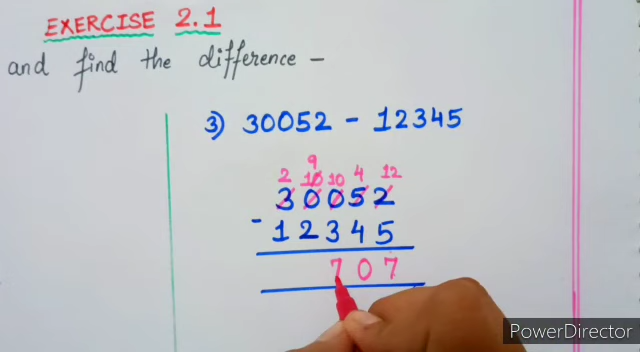 EXERCISE 2.1
and find the difference -
3) 30052 - 12345
9
2 10 10 4 12
30052
- 12345
707
PowerDirector